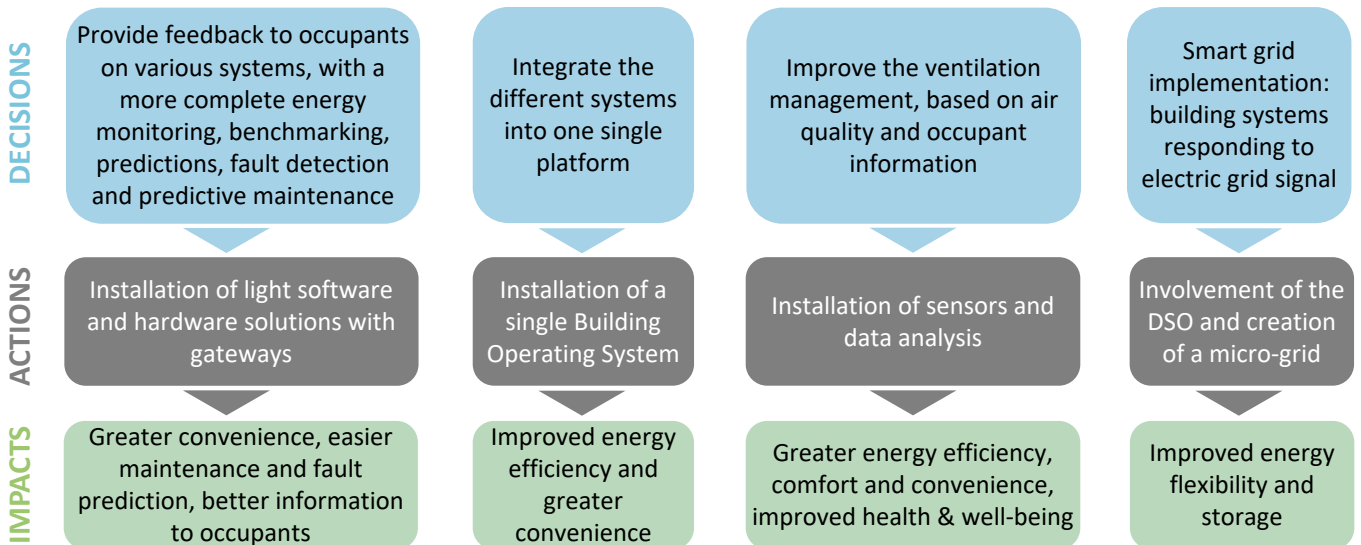 DECISIONS
Provide feedback to occupants
on various systems, with a
more complete energy
monitoring, benchmarking,
predictions, fault detection
and predictive maintenance
Integrate the
different systems
into one single
platform
Improve the ventilation
management, based on air
quality and occupant
information
Smart grid
implementation:
building systems
responding to
electric grid signal
ACTIONS
Installation of light software
and hardware solutions with
gateways
Installation of a
single Building
Operating System
Installation of sensors and
data analysis
Involvement of the
DSO and creation
of a micro-grid
IMPACTS
Greater convenience, easier
maintenance and fault
prediction, better information
to occupants
Improved energy
efficiency and
greater
convenience
Greater energy efficiency,
comfort and convenience,
improved health & well-being
Improved energy
flexibility and
storage